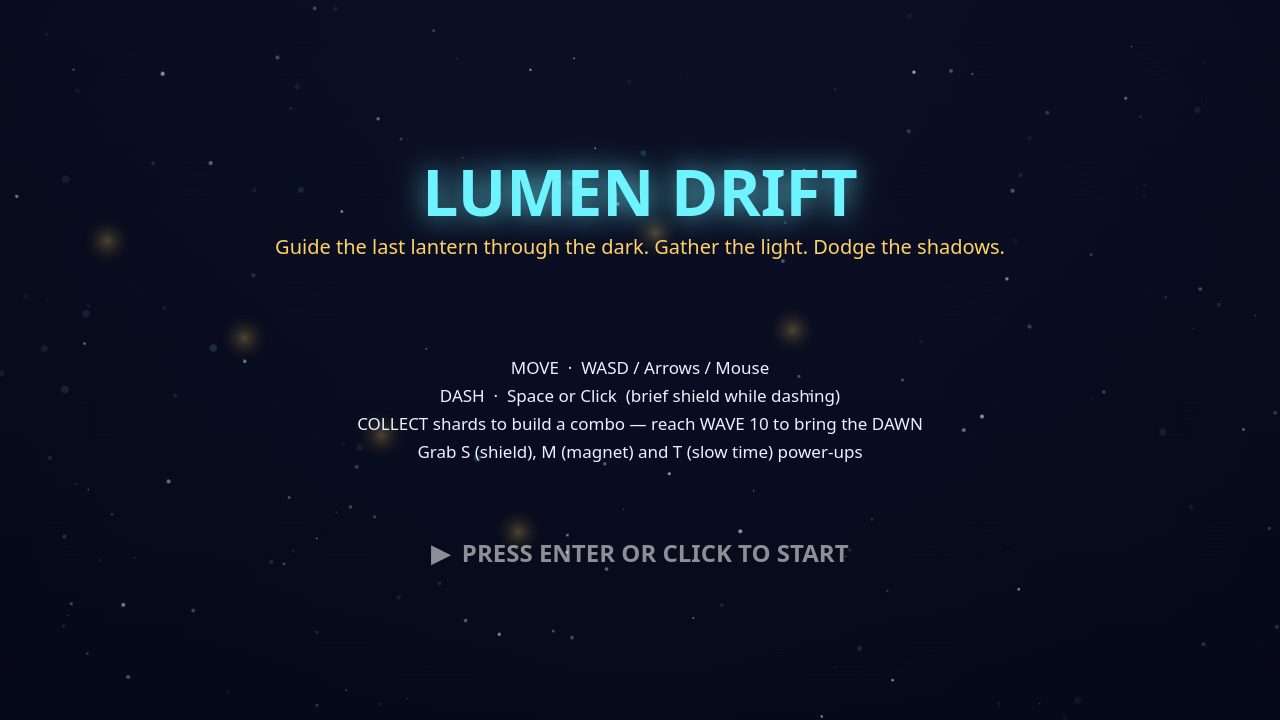 LUMEN DRIFT
Guide the last lantern through the dark. Gather the light. Dodge the shadows.
MOVE · WASD / Arrows / Mouse
DASH · Space or Click (brief shield while dashing)
COLLECT shards to build a combo — reach WAVE 10 to bring the DAWN
Grab S (shield), M (magnet) and T (slow time) power-ups
▶ PRESS ENTER OR CLICK TO START